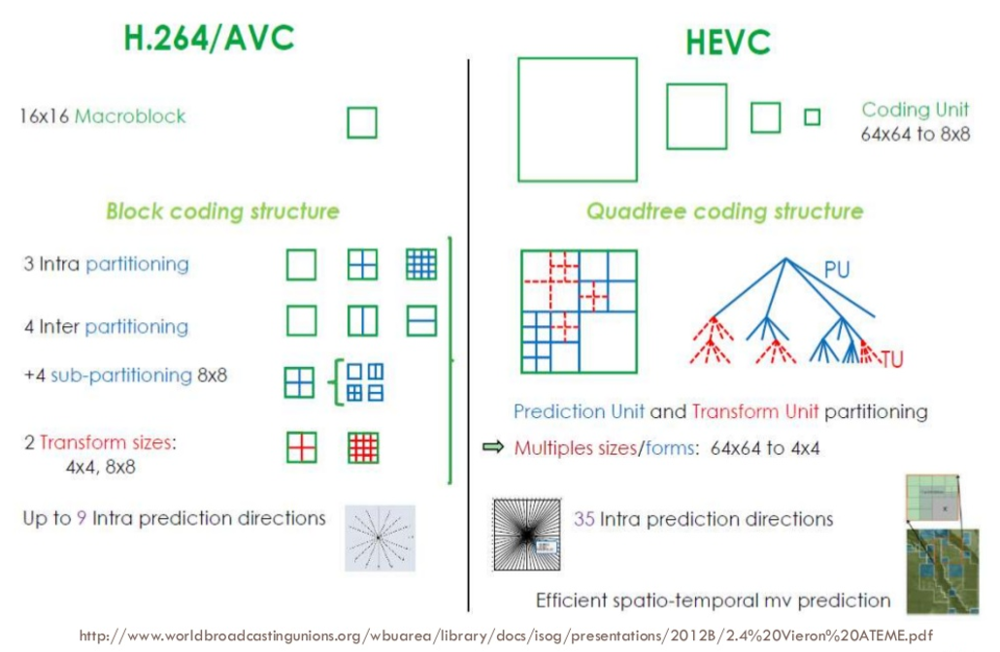 H.264/AVC
16x16 Macroblock
Block coding structure
3 Intra partitioning
4 Inter partitioning
+4 sub-partitioning 8x8
2 Transform sizes:
4x4, 8x8
Up to 9 Intra prediction directions
HEVC
Coding Unit
64x64 to 8x8
Quadtree coding structure
PU
TU
Prediction Unit and Transform Unit partitioning
Multiples sizes/forms: 64x64 to 4x4
35 Intra prediction directions
Efficient spatio-temporal mv prediction
http://www.worldbroadcastingunions.org/wbuarea/library/docs/isog/presentations/2012B/2.4%20Vieron%20ATEME.pdf